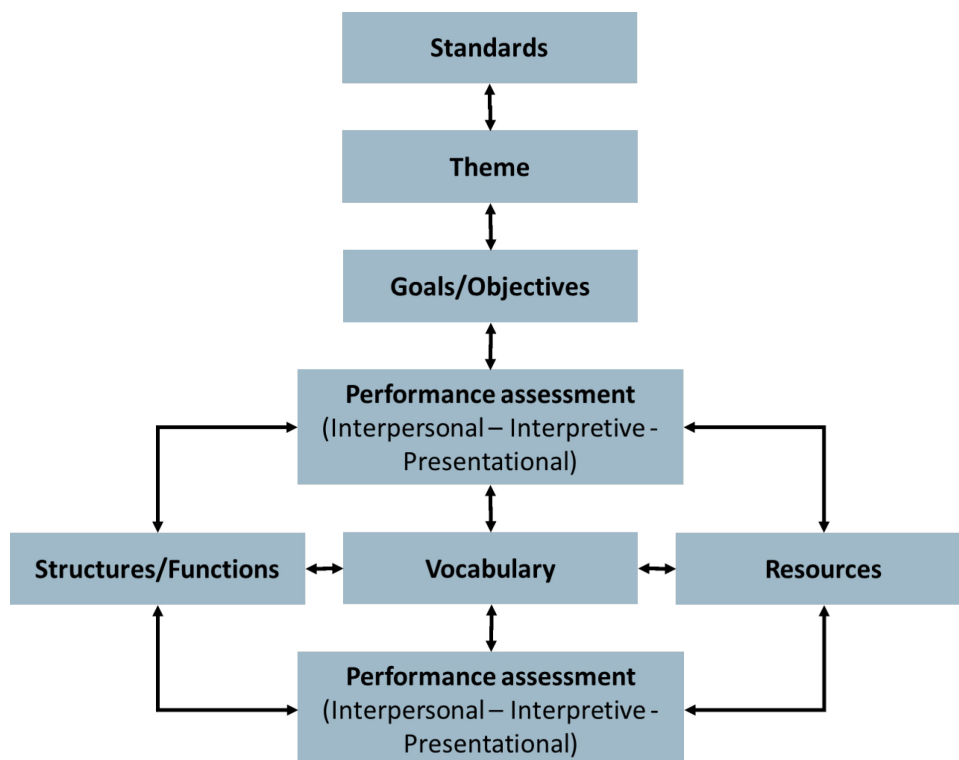 Standards
Theme
Goals/Objectives
Performance assessment
(Interpersonal – Interpretive -
Presentational)
Structures/Functions
Vocabulary
Resources
Performance assessment
(Interpersonal – Interpretive -
Presentational)